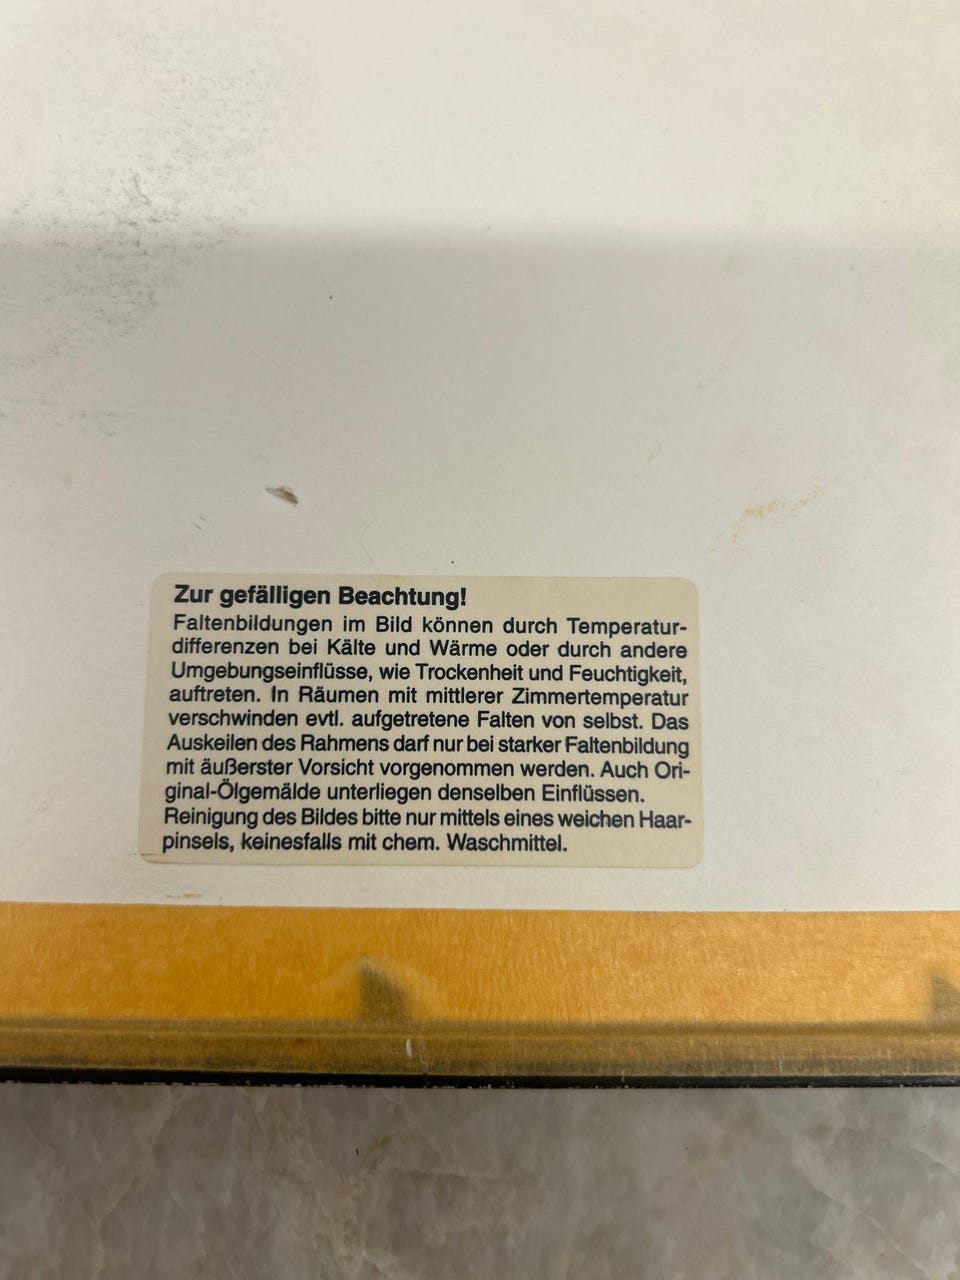 Zur gefälligen Beachtung!
Faltenbildungen im Bild können durch Temperatur-
differenzen bei Kälte und Wärme oder durch andere
Umgebungseinflüsse, wie Trockenheit und Feuchtigkeit,
auftreten. In Räumen mit mittlerer Zimmertemperatur
verschwinden evtl. aufgetretene Falten von selbst. Das
Auskeilen des Rahmens darf nur bei starker Faltenbildung
mit äußerster Vorsicht vorgenommen werden. Auch Ori-
ginal-Ölgemälde unterliegen denselben Einflüssen.
Reinigung des Bildes bitte nur mittels eines weichen Haar-
pinsels, keinesfalls mit chem. Waschmittel.